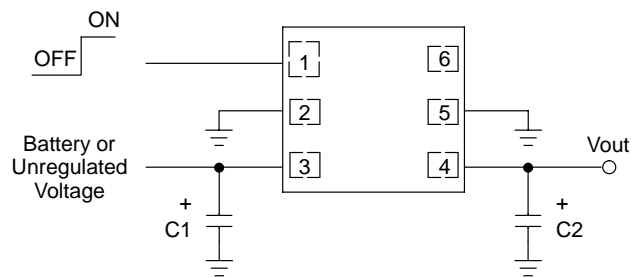 ON
OFF
1
6
2
5
Battery or
Unregulated
Voltage
3
4
Vout
+
C1
+
C2